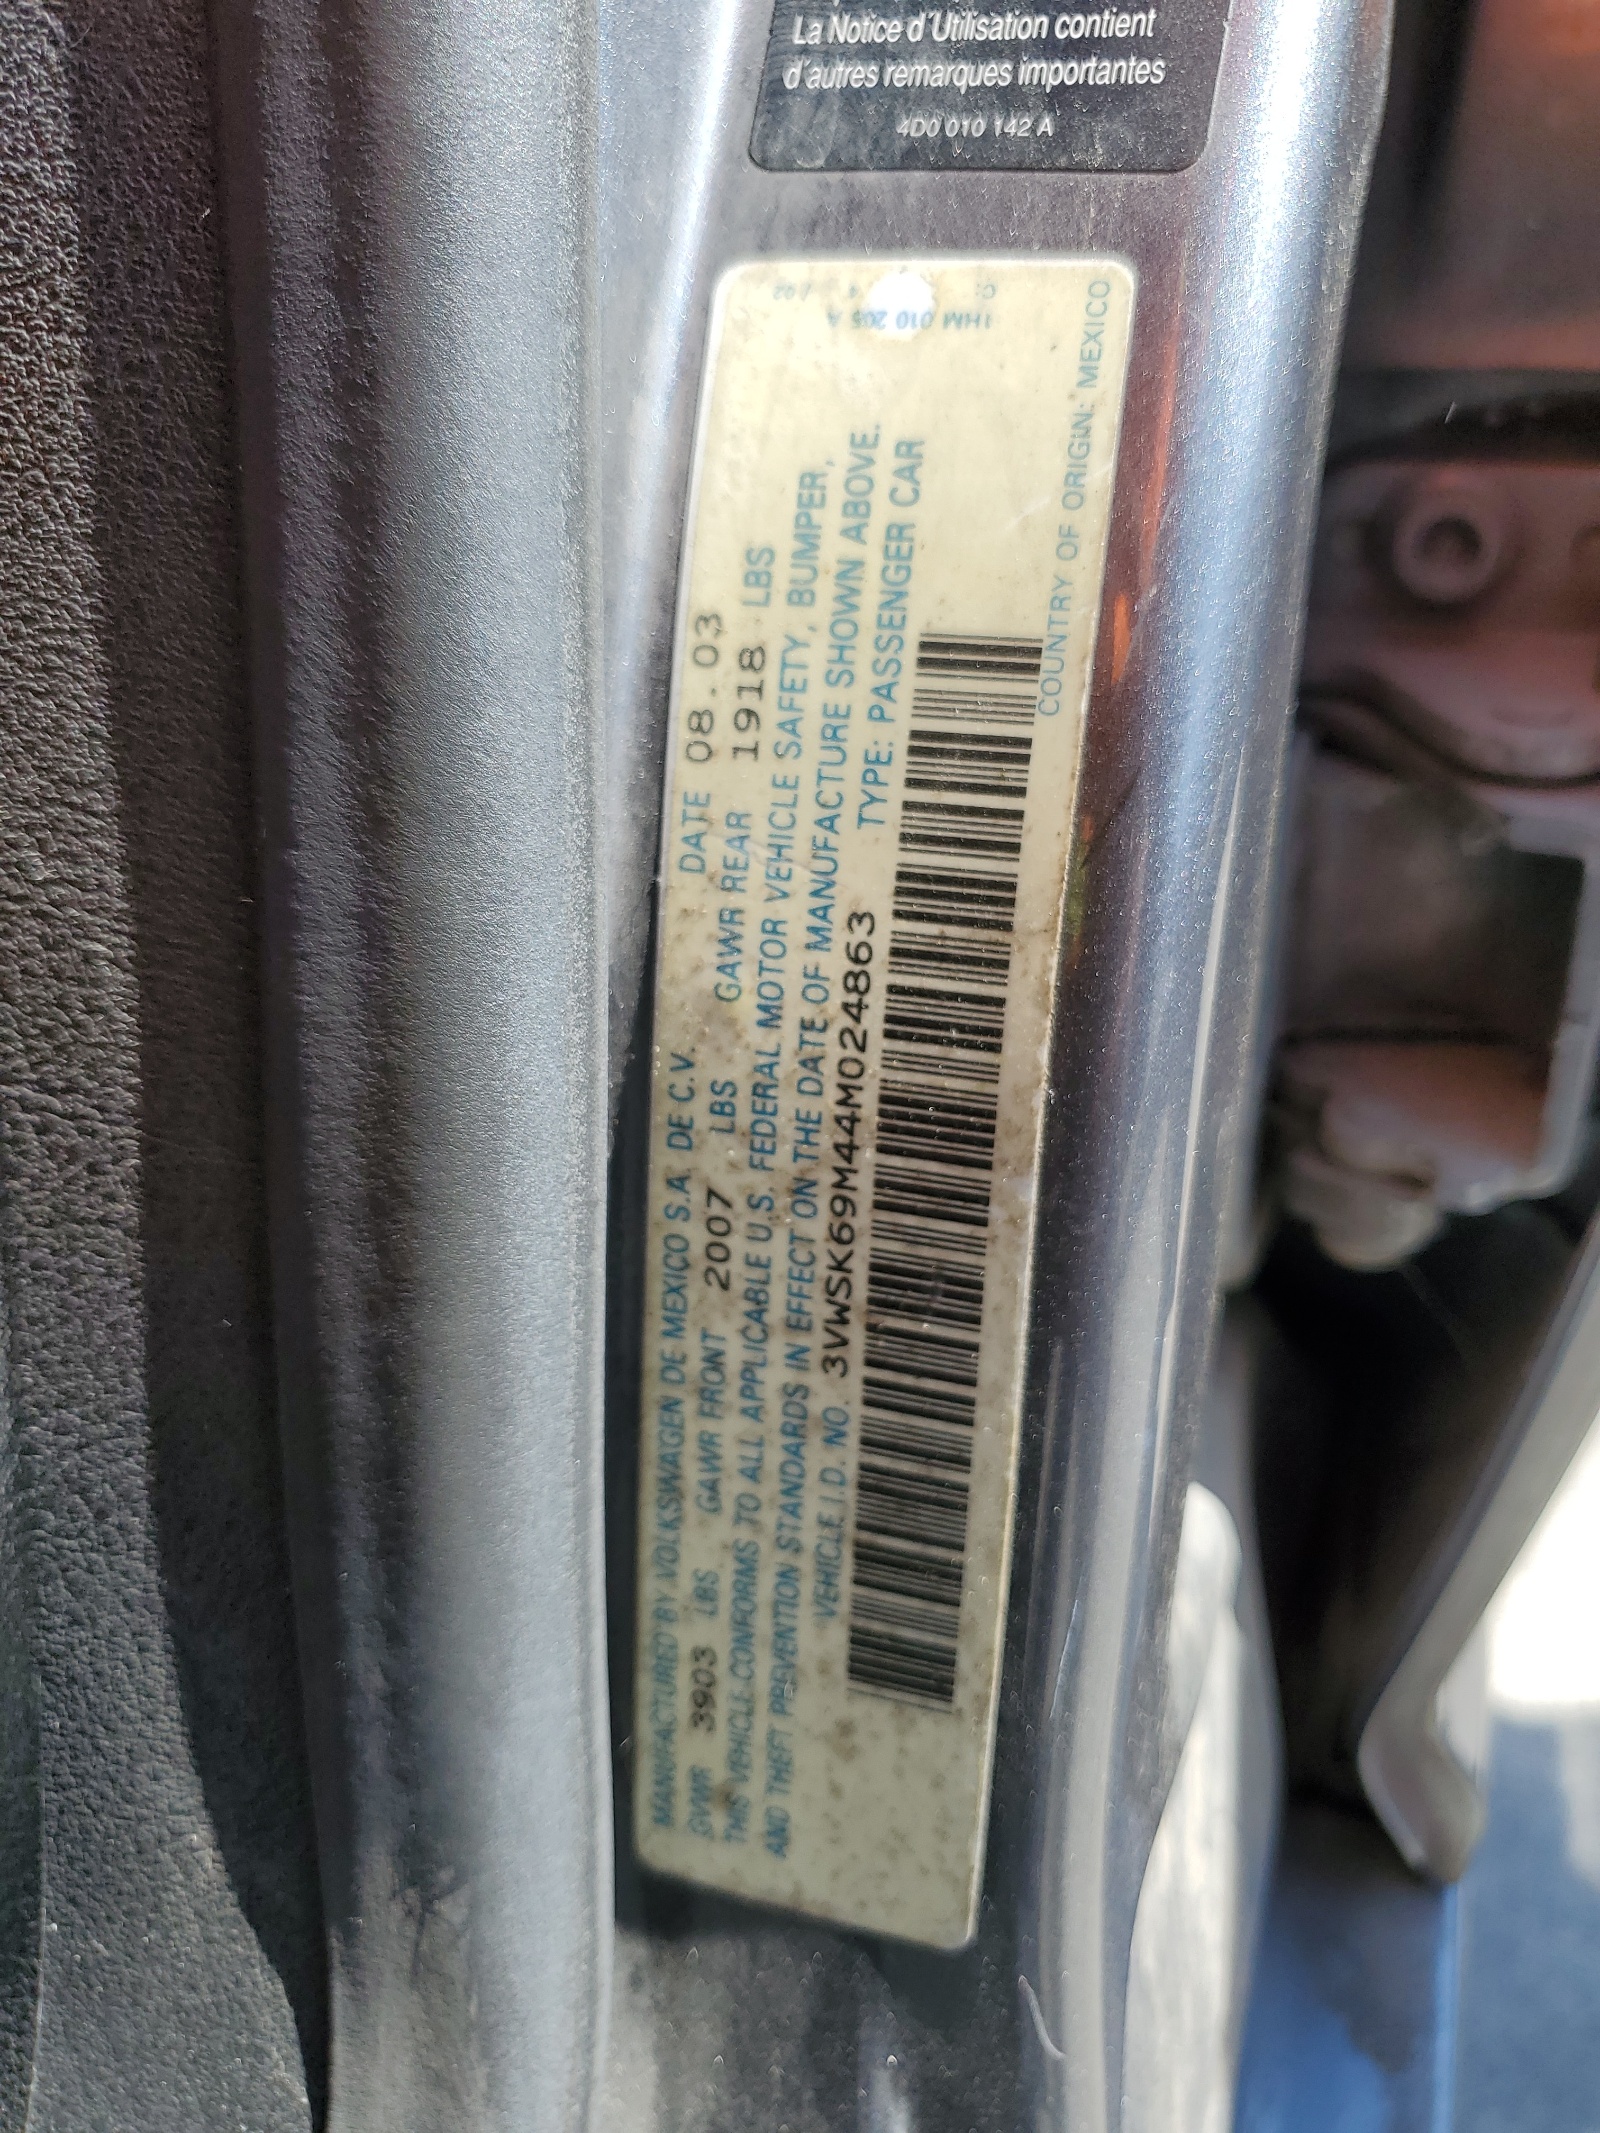 La Notice d'Utilisation contient
d'autres remarques importantes
4D0 010 142 A
MANUFACTURED BY VOLKSWAGEN DE MEXICO S.A. DE C.V. DATE 08.03
GVWR 3903 LBS GAWR FRONT 2007 LBS GAWR REAR 1918 LBS
THIS VEHICLE CONFORMS TO ALL APPLICABLE U.S. FEDERAL MOTOR VEHICLE SAFETY, BUMPER,
AND THEFT PREVENTION STANDARDS IN EFFECT ON THE DATE OF MANUFACTURE SHOWN ABOVE.
VEHICLE I.D. NO. 3VWSK69M44M024863 TYPE: PASSENGER CAR
COUNTRY OF ORIGIN: MEXICO
1HM 010 205 A